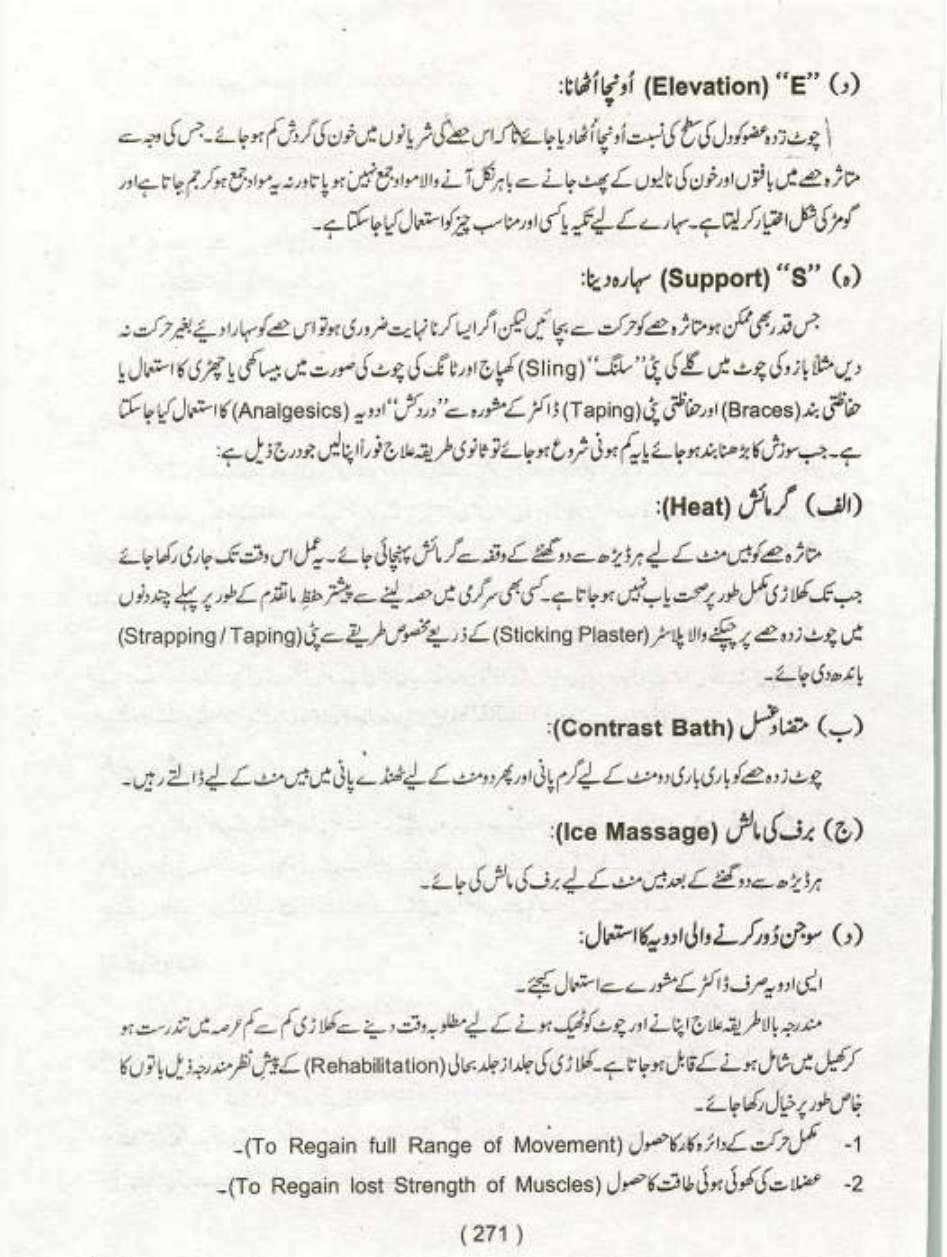 (د) "E" (Elevation) اُونچا اُٹھانا:
چوٹ زدہ عضو کو دل کی سطح کی نسبت اُونچا اُٹھا دیا جائے تاکہ اس حصے کی شریانوں میں خون کی گردش کم ہو جائے۔ جس کی وجہ سے
متاثرہ حصے میں بافتوں اور خون کی نالیوں کے پھٹ جانے سے باہر نکل آنے والا مواد جمع نہیں ہو پاتا ورنہ یہ مواد جمع ہو کر جم جاتا ہے اور
گومڑ کی شکل اختیار کر لیتا ہے۔ سہارے کے لیے تکیہ یا کسی اور مناسب چیز کو استعمال کیا جا سکتا ہے۔
(ہ) "S" (Support) سہارہ دینا:
جس قدر بھی ممکن ہو متاثرہ حصے کو حرکت سے بچائیں لیکن اگر ایسا کرنا نہایت ضروری ہو تو اس حصے کو سہارا دئیے بغیر حرکت نہ
دیں مثلاً بازو کی چوٹ میں گلے کی پٹی "سلنگ" (Sling) کھپاچ اور ٹانگ کی چوٹ کی صورت میں بیساکھی یا چھڑی کا استعمال یا
حفاظتی بند (Braces) اور حفاظتی پٹی (Taping) ڈاکٹر کے مشورہ سے "درد کش" ادویہ (Analgesics) کا استعمال کیا جا سکتا
ہے۔ جب سوزش کا بڑھنا بند ہو جائے یا یہ کم ہونی شروع ہو جائے تو ثانوی طریقہ علاج فوراً اپنا لیں جو درج ذیل ہے:
(الف) گرمائش (Heat):
متاثرہ حصے کو بیس منٹ کے لیے ہر ڈیڑھ سے دو گھنٹے کے وقفہ سے گرمائش پہنچائی جائے۔ یہ عمل اس وقت تک جاری رکھا جائے
جب تک کھلاڑی مکمل طور پر صحت یاب نہیں ہو جاتا ہے۔ کسی بھی سرگرمی میں حصہ لینے سے پیشتر حفظِ ماتقدم کے طور پر پہلے چند دنوں
میں چوٹ زدہ حصے پر چپکنے والا پلاسٹر (Sticking Plaster) کے ذریعے مخصوص طریقے سے پٹی (Strapping / Taping)
باندھ دی جائے۔
(ب) متضاد غسل (Contrast Bath):
چوٹ زدہ حصے کو باری باری دو منٹ کے لیے گرم پانی اور پھر دو منٹ کے لیے ٹھنڈے پانی میں بیس منٹ کے لیے ڈالتے رہیں۔
(ج) برف کی مالش (Ice Massage):
ہر ڈیڑھ سے دو گھنٹے کے بعد بیس منٹ کے لیے برف کی مالش کی جائے۔
(د) سوجن دُور کرنے والی ادویہ کا استعمال:
ایسی ادویہ صرف ڈاکٹر کے مشورے سے استعمال کیجئے۔
مندرجہ بالا طریقہ علاج اپنانے اور چوٹ کو ٹھیک ہونے کے لیے مطلوبہ وقت دینے سے کھلاڑی کم سے کم عرصہ میں تندرست ہو
کر کھیل میں شامل ہونے کے قابل ہو جاتا ہے۔ کھلاڑی کی جلد از جلد بحالی (Rehabilitation) کے پیشِ نظر مندرجہ ذیل باتوں کا
خاص طور پر خیال رکھا جائے۔
1- مکمل حرکت کے دائرہ کار کا حصول (To Regain full Range of Movement)۔
2- عضلات کی کھوئی ہوئی طاقت کا حصول (To Regain lost Strength of Muscles)۔
(271)